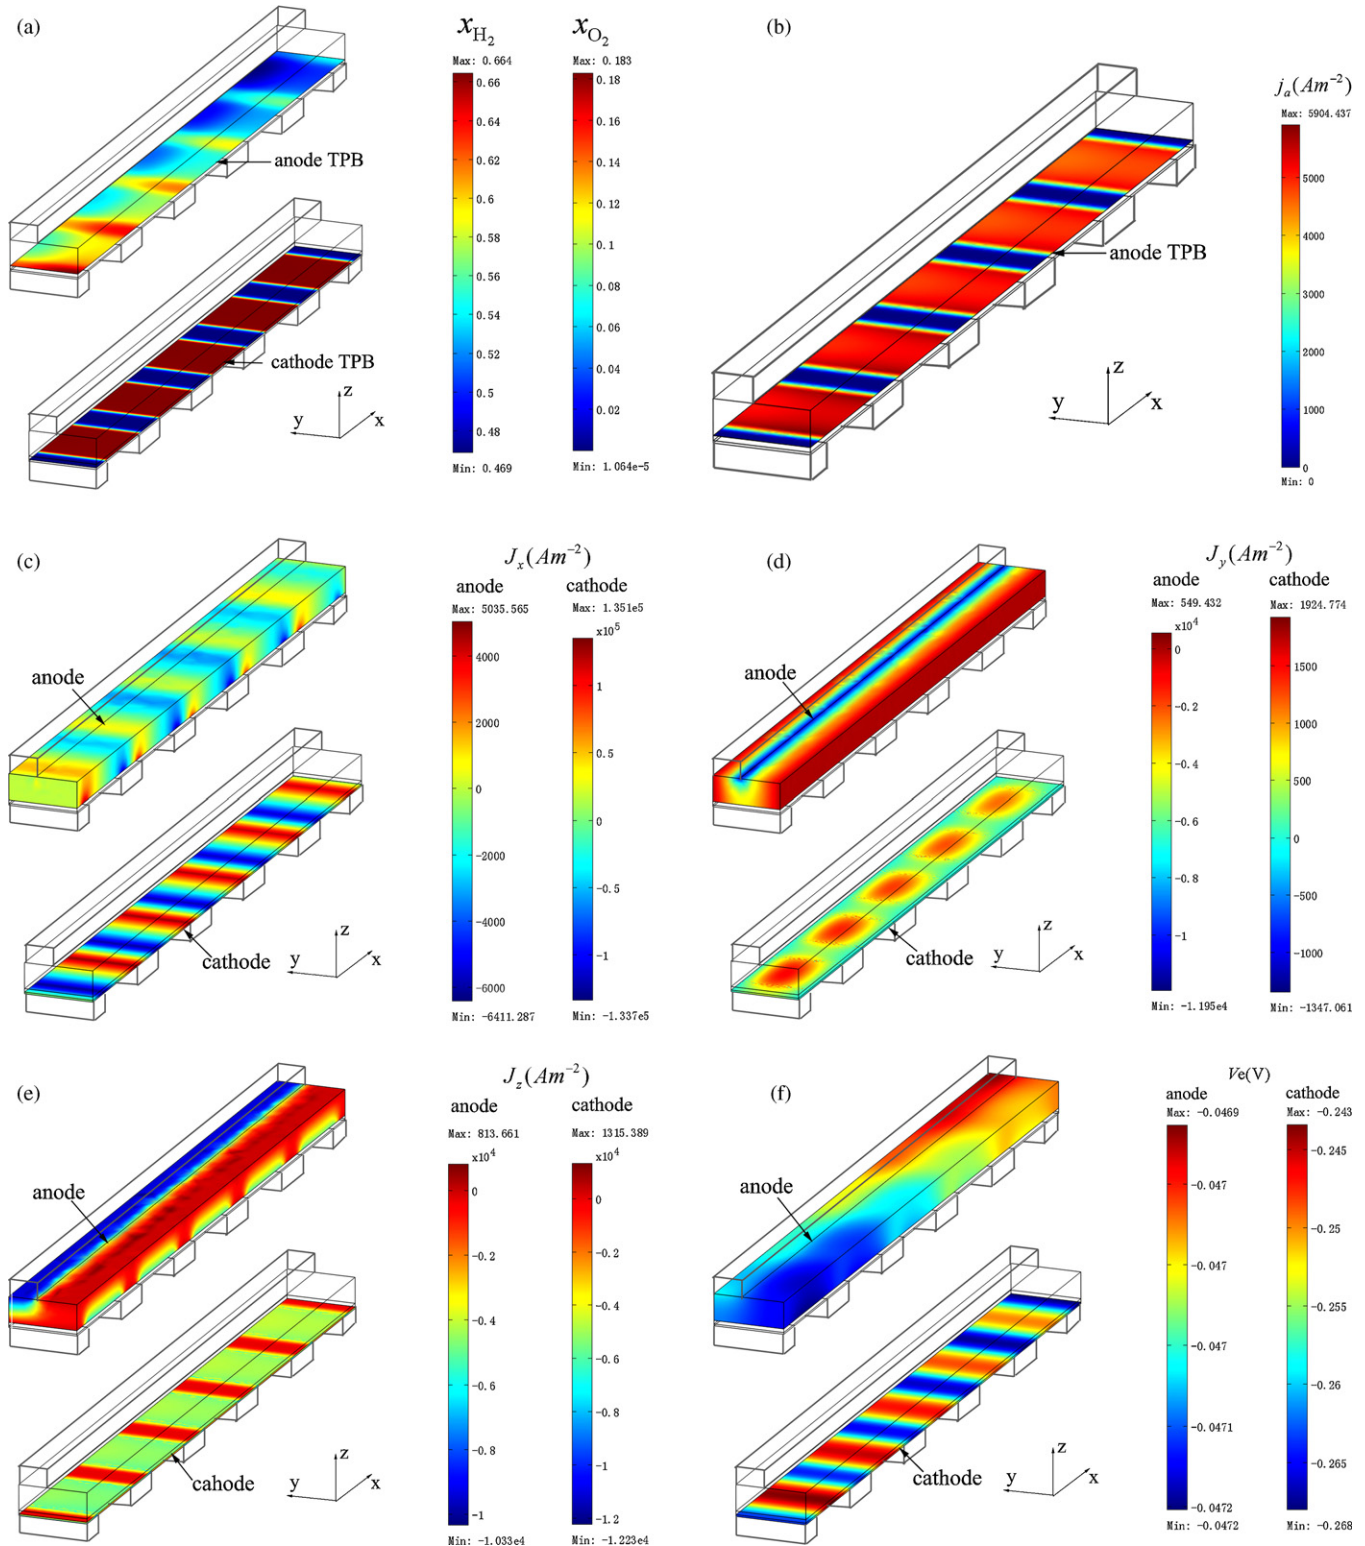 (a)
x_H2
x_O2
Max: 0.664
Max: 0.183
0.66
0.64
0.62
0.6
0.58
0.56
0.54
0.52
0.5
0.48
0.18
0.16
0.14
0.12
0.1
0.08
0.06
0.04
0.02
Min: 0.469
Min: 1.064e-5
anode TPB
cathode TPB
z
y
x
(b)
j_a(Am^-2)
Max: 5904.437
5000
4000
3000
2000
1000
0
Min: 0
anode TPB
z
y
x
(c)
J_x(Am^-2)
anode
cathode
Max: 5035.565
Max: 1.351e5
x10^5
4000
2000
0
-2000
-4000
-6000
1
0.5
0
-0.5
-1
Min: -6411.287
Min: -1.337e5
anode
cathode
z
y
x
(d)
J_y(Am^-2)
anode
cathode
Max: 549.432
Max: 1924.774
x10^4
0
-0.2
-0.4
-0.6
-0.8
-1
1500
1000
500
0
-500
-1000
Min: -1.195e4
Min: -1347.061
anode
cathode
z
y
x
(e)
J_z(Am^-2)
anode
cathode
Max: 813.661
Max: 1315.389
x10^4
x10^4
0
-0.2
-0.4
-0.6
-0.8
-1
0
-0.2
-0.4
-0.6
-0.8
-1
-1.2
Min: -1.033e4
Min: -1.223e4
anode
cahode
z
y
x
(f)
Ve(V)
anode
cathode
Max: -0.0469
Max: -0.243
-0.047
-0.047
-0.047
-0.0471
-0.0472
-0.245
-0.25
-0.255
-0.26
-0.265
Min: -0.0472
Min: -0.268
anode
cathode
z
y
x